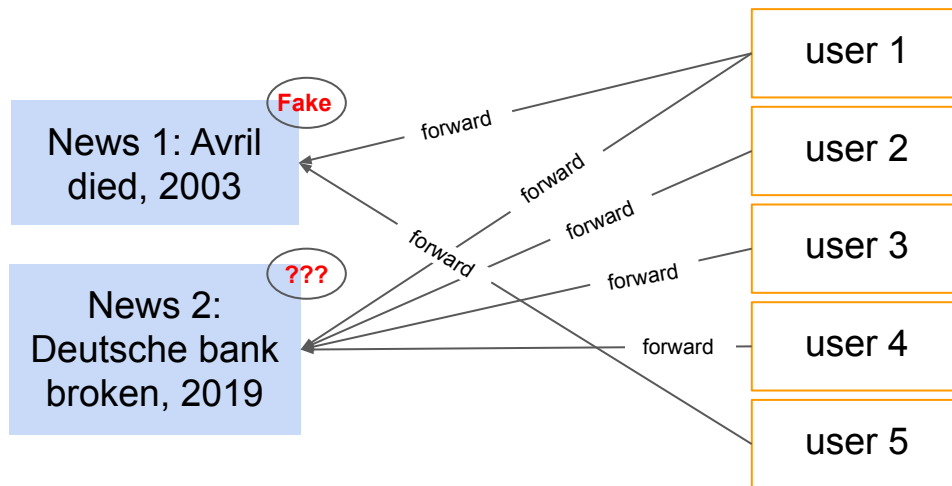 Fake
News 1: Avril
died, 2003
???
News 2:
Deutsche bank
broken, 2019
forward
forward
forward
forward
forward
forward
user 1
user 2
user 3
user 4
user 5